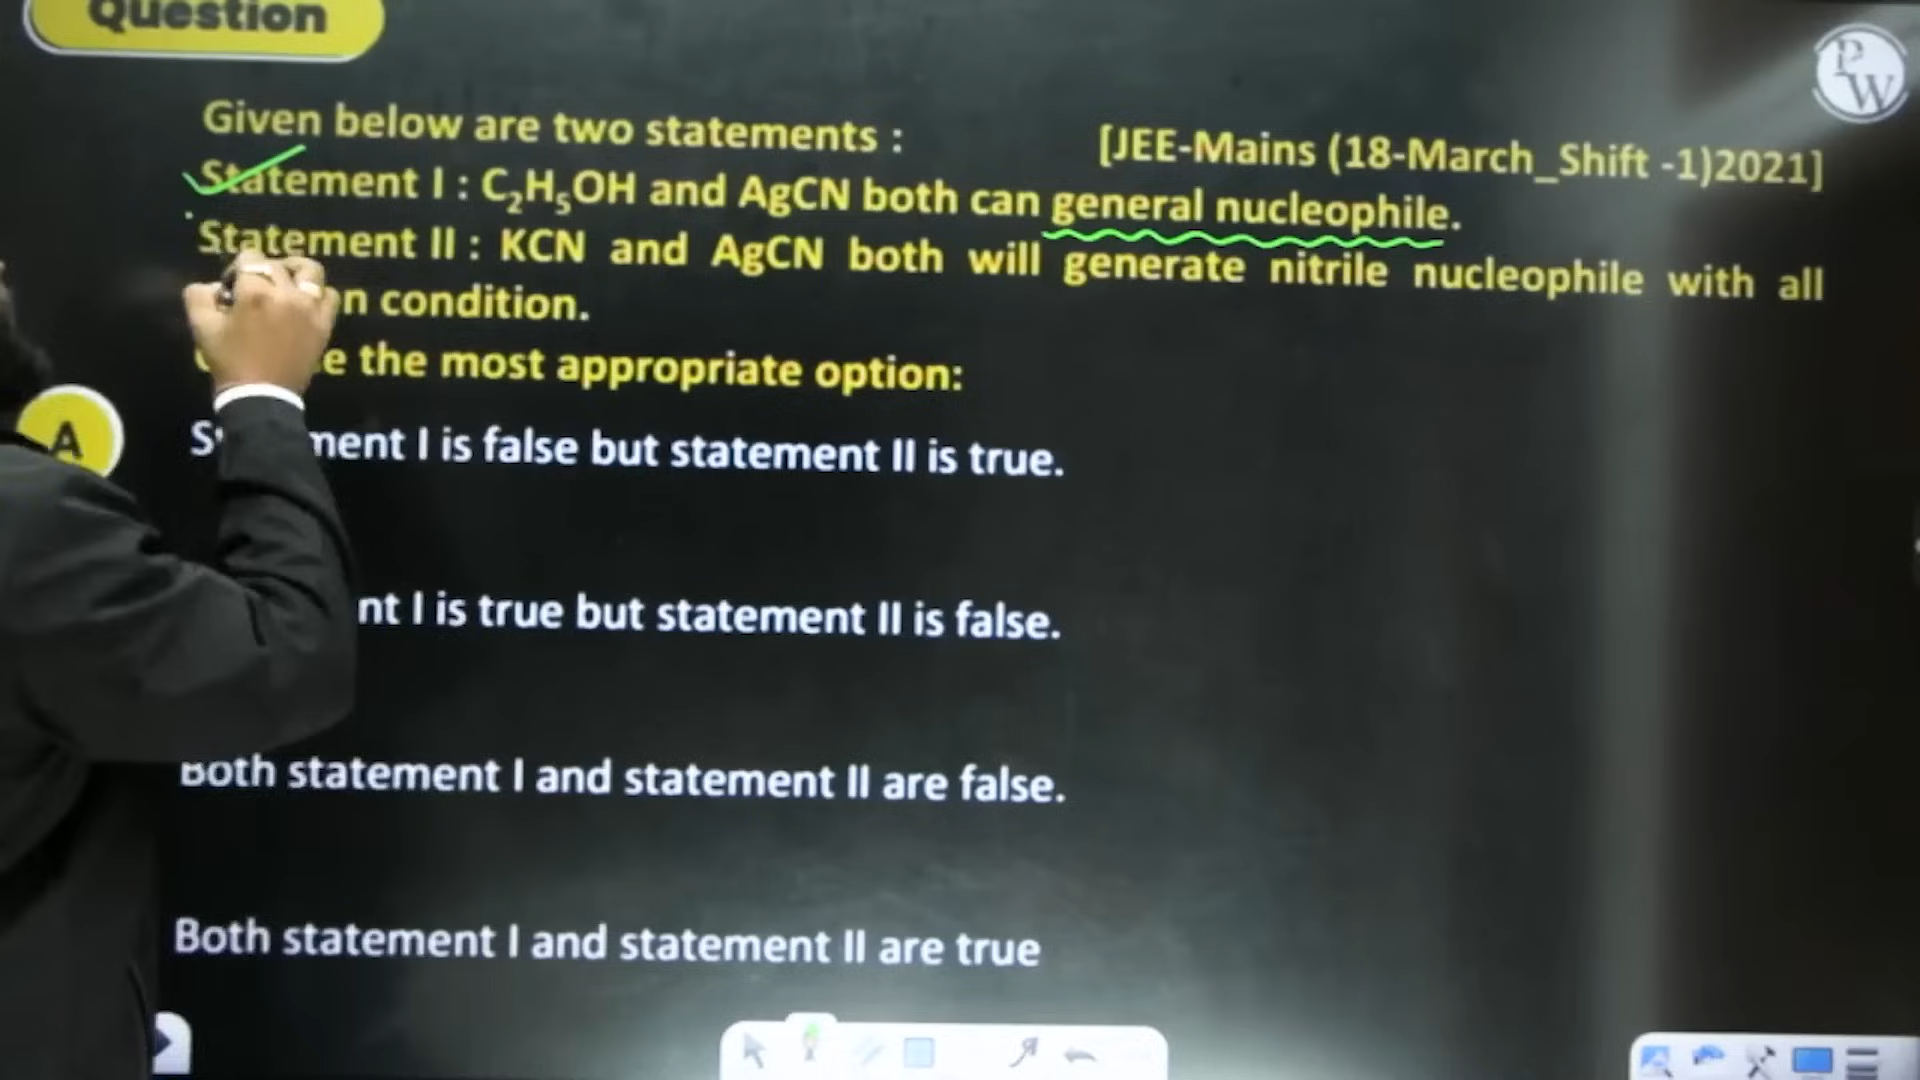 Question
Given below are two statements : [JEE-Mains (18-March_Shift -1)2021]
Statement I : C₂H₅OH and AgCN both can general nucleophile.
Statement II : KCN and AgCN both will generate nitrile nucleophile with all
n condition.
e the most appropriate option:
A
ment I is false but statement II is true.
nt I is true but statement II is false.
Both statement I and statement II are false.
Both statement I and statement II are true
PW